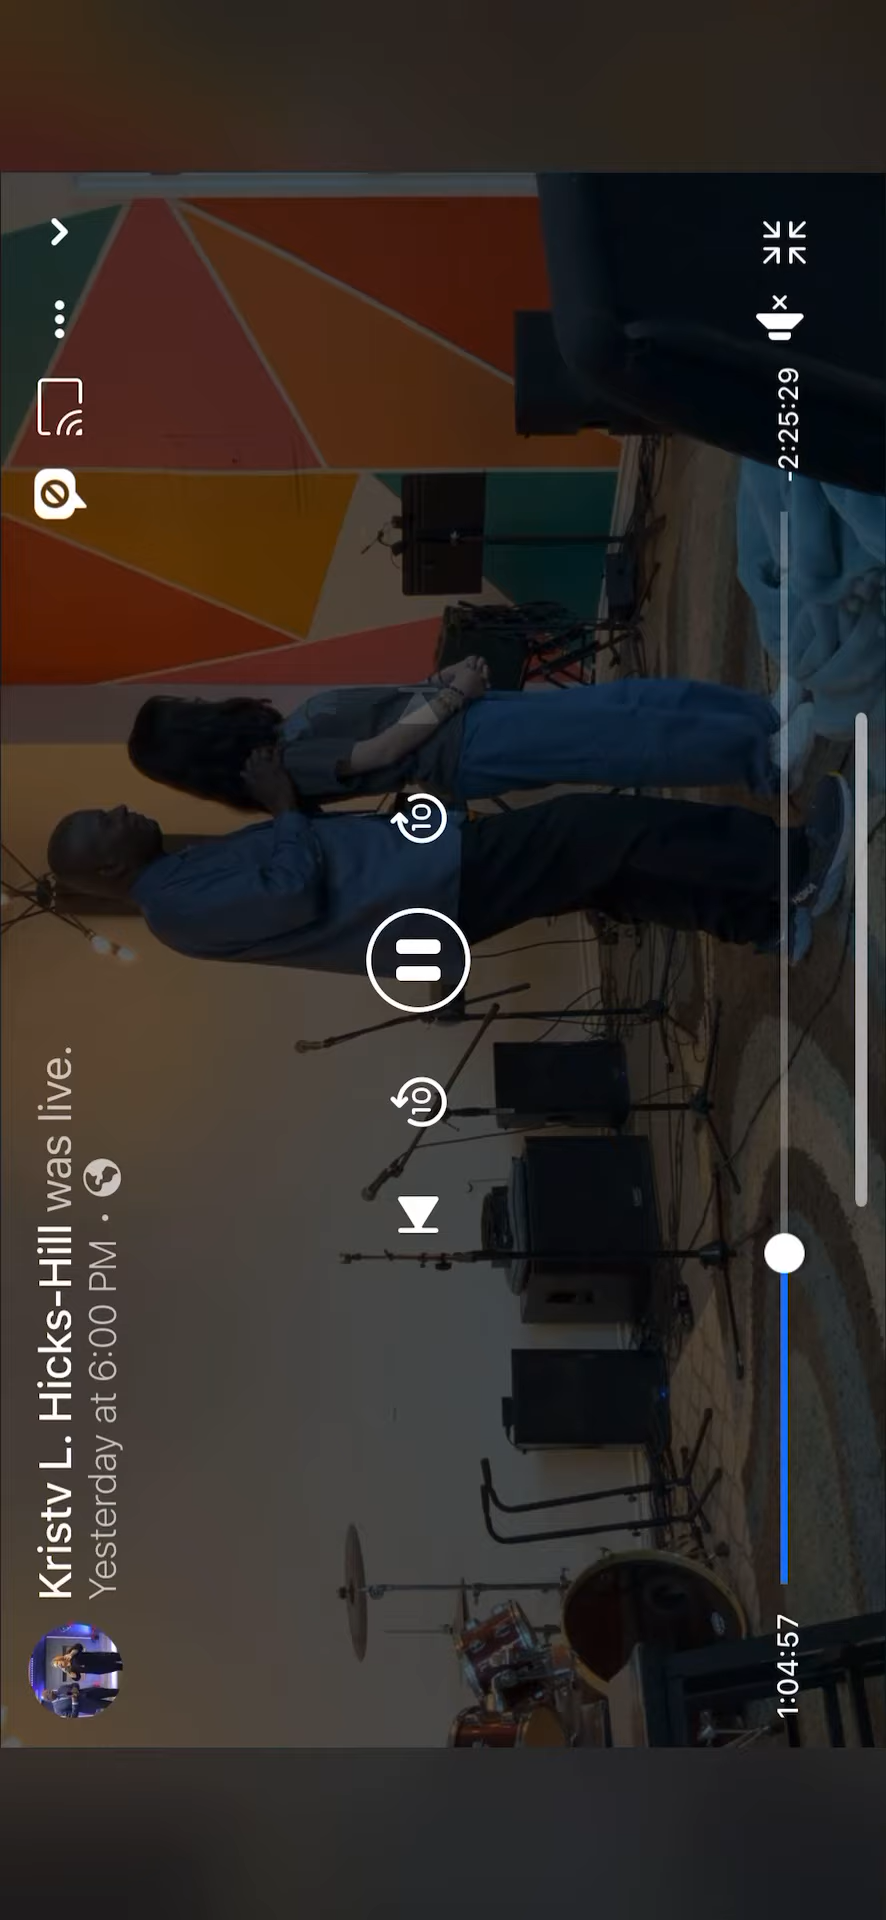 Kristy L. Hicks-Hill was live.
Yesterday at 6:00 PM ·
10
10
1:04:57
-2:25:29